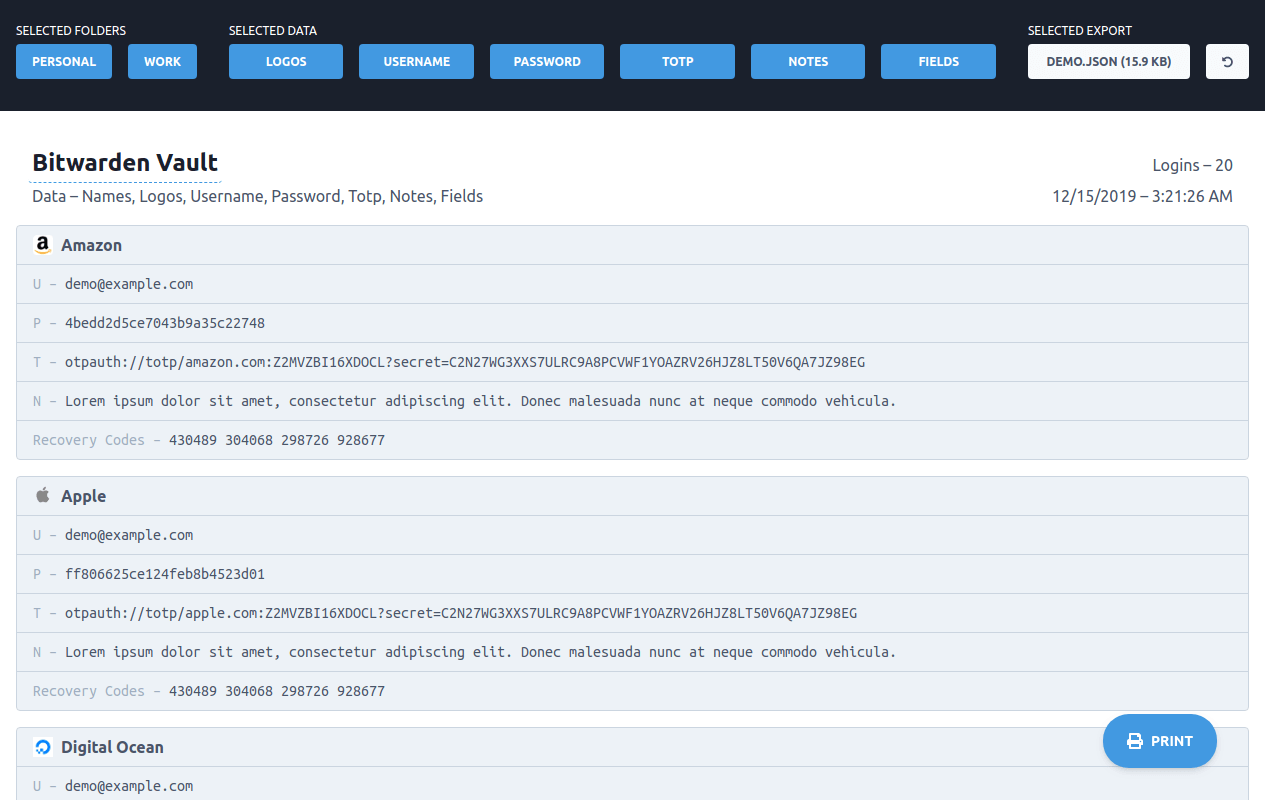 SELECTED FOLDERS SELECTED DATA SELECTED EXPORT
PERSONAL WORK LOGOS USERNAME PASSWORD TOTP NOTES FIELDS DEMO.JSON (15.9 KB)
Bitwarden Vault Logins – 20
Data – Names, Logos, Username, Password, Totp, Notes, Fields 12/15/2019 – 3:21:26 AM
Amazon
U – demo@example.com
P – 4bedd2d5ce7043b9a35c22748
T – otpauth://totp/amazon.com:Z2MVZBI16XDOCL?secret=C2N27WG3XXS7ULRC9A8PCVWF1YOAZRV26HJZ8LT50V6QA7JZ98EG
N – Lorem ipsum dolor sit amet, consectetur adipiscing elit. Donec malesuada nunc at neque commodo vehicula.
Recovery Codes – 430489 304068 298726 928677
Apple
U – demo@example.com
P – ff806625ce124feb8b4523d01
T – otpauth://totp/apple.com:Z2MVZBI16XDOCL?secret=C2N27WG3XXS7ULRC9A8PCVWF1YOAZRV26HJZ8LT50V6QA7JZ98EG
N – Lorem ipsum dolor sit amet, consectetur adipiscing elit. Donec malesuada nunc at neque commodo vehicula.
Recovery Codes – 430489 304068 298726 928677
Digital Ocean
PRINT
U – demo@example.com